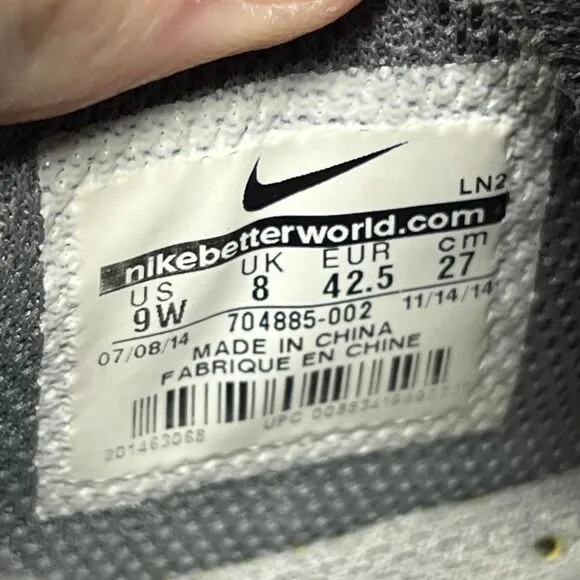 LN2
nikebetterworld.com
US UK EUR cm
9W 8 42.5 27
07/08/14 704885-002 11/14/14
MADE IN CHINA
FABRIQUE EN CHINE
201463068 UPC